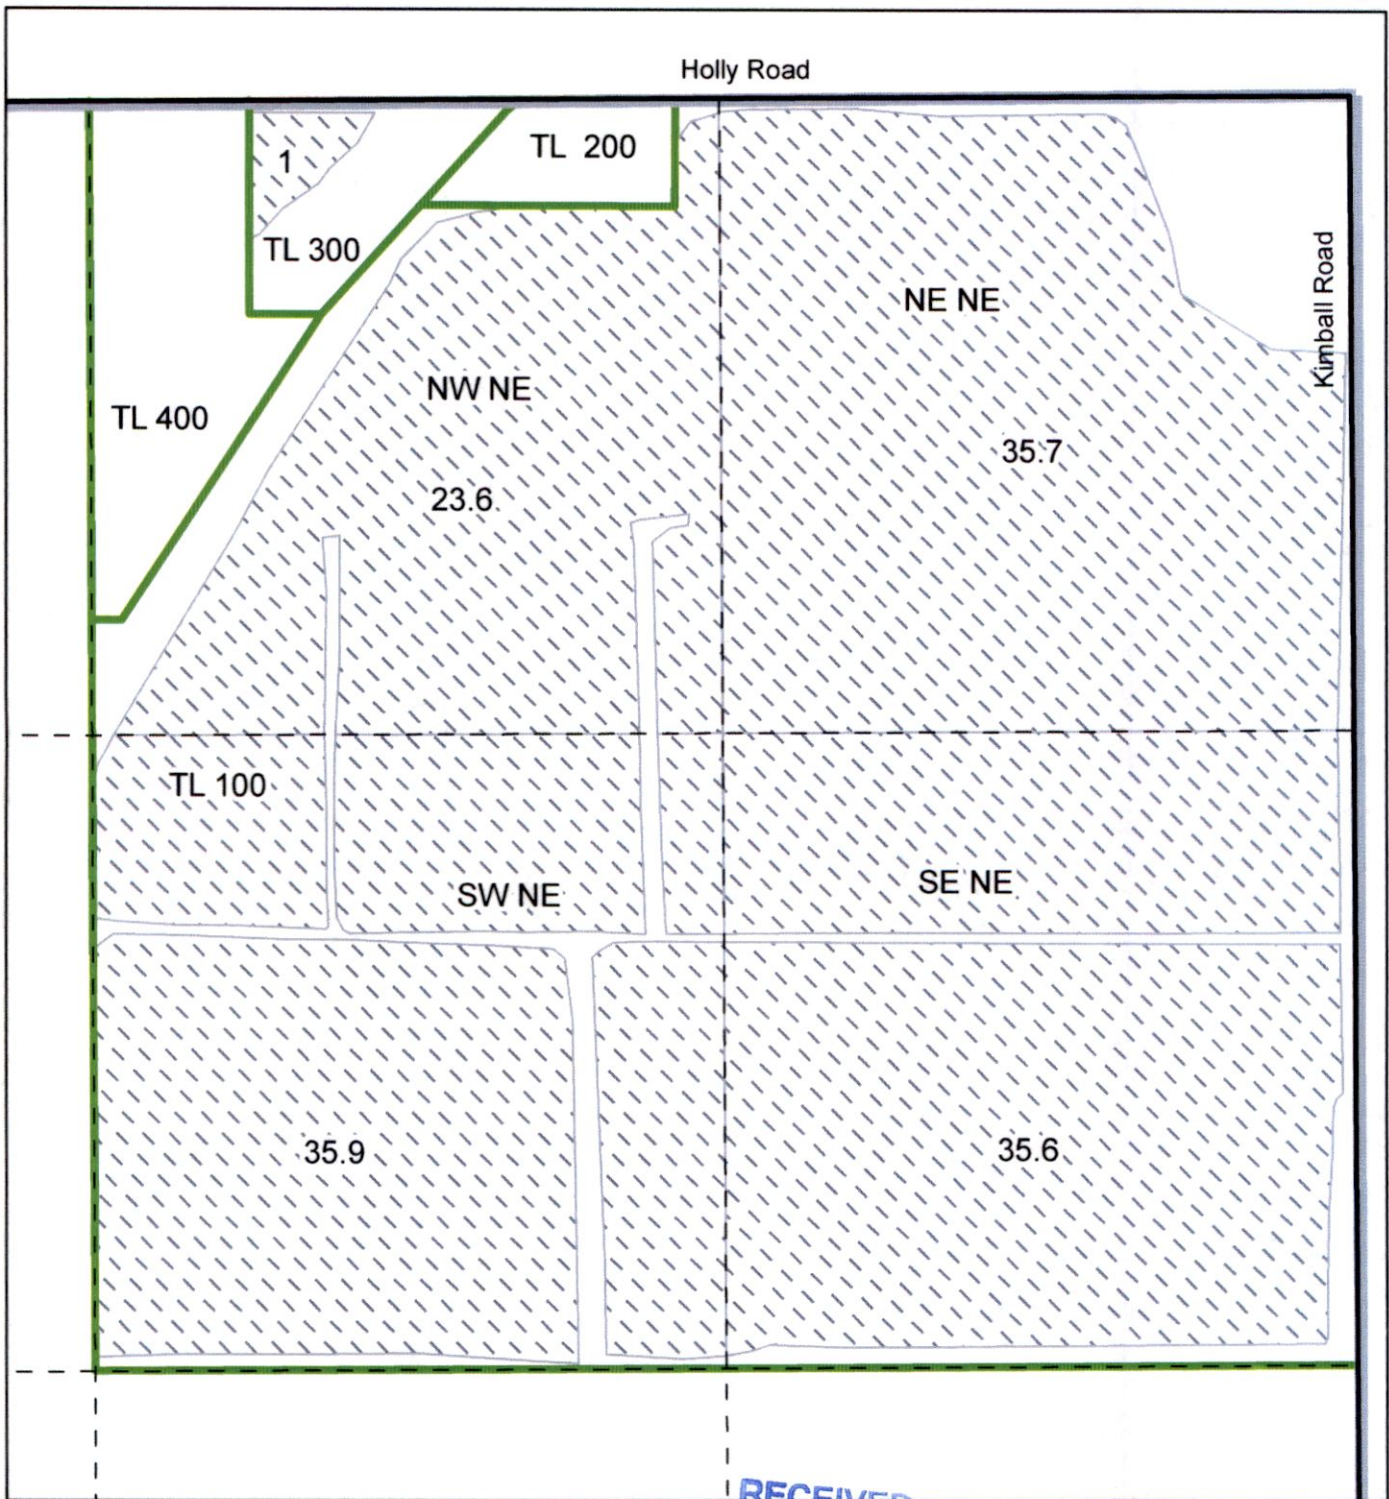 Holly Road
TL 200
1
TL 300
NE NE
Kimball Road
NW NE
TL 400
35.7
23.6
TL 100
SW NE
SE NE
35.9
35.6
RECEIVED